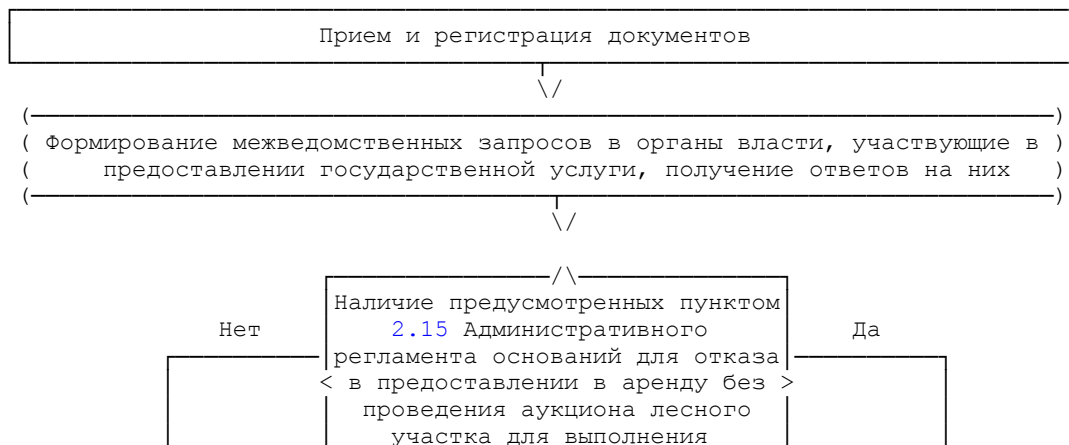 Прием и регистрация документов
Формирование межведомственных запросов в органы власти, участвующие в
предоставлении государственной услуги, получение ответов на них
Наличие предусмотренных пунктом
Нет 2.15 Административного Да
регламента оснований для отказа
в предоставлении в аренду без
проведения аукциона лесного
участка для выполнения